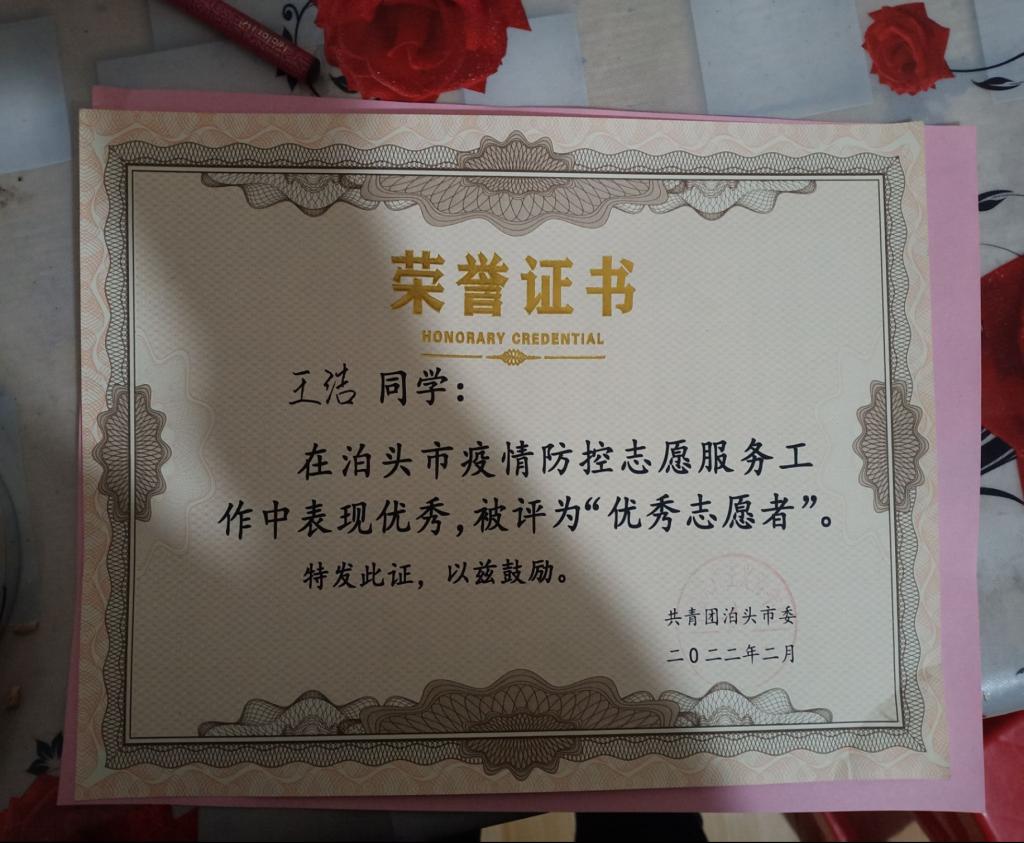 荣誉证书
HONORARY CREDENTIAL
王浩 同学：
在泊头市疫情防控志愿服务工
作中表现优秀，被评为“优秀志愿者”。
特发此证，以兹鼓励。
共青团泊头市委
二0二二年二月